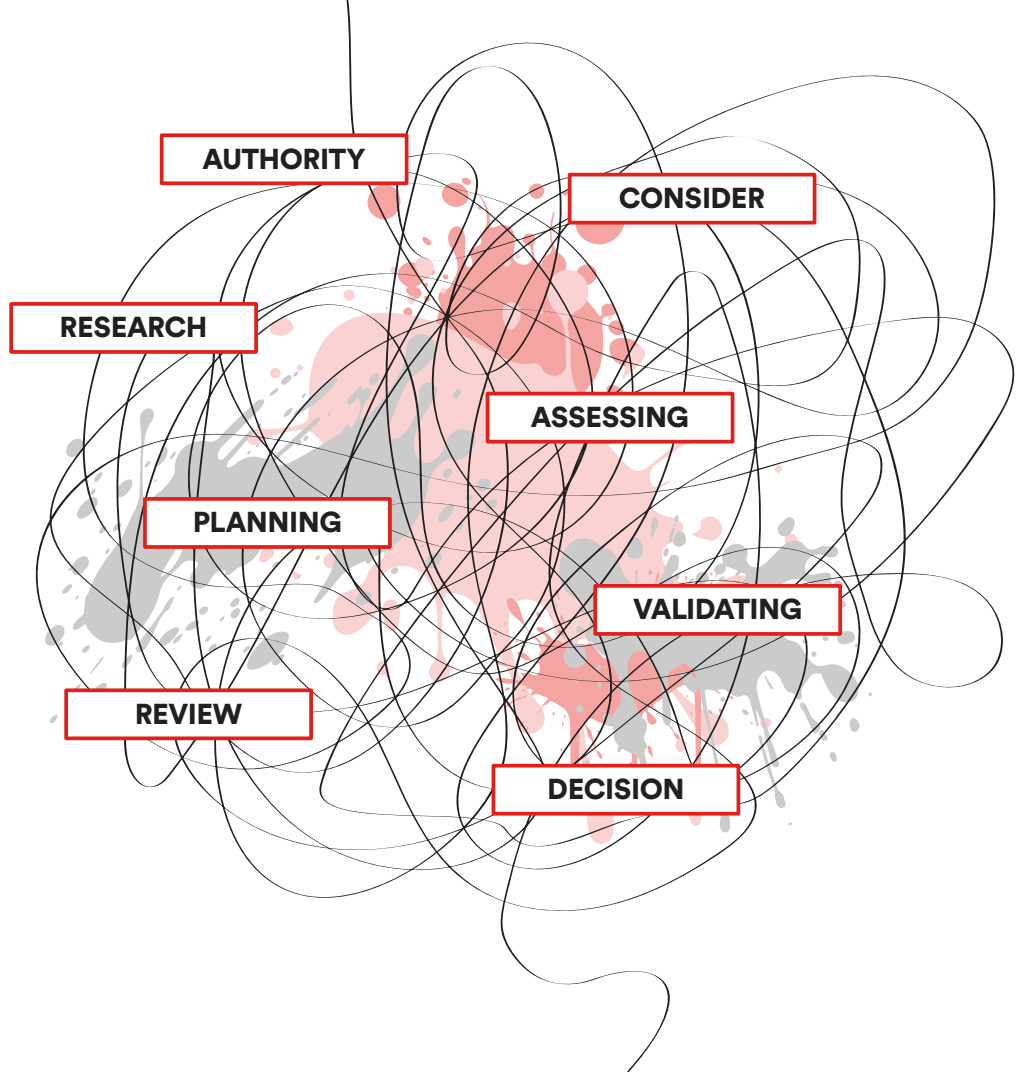 AUTHORITY
CONSIDER
RESEARCH
ASSESSING
PLANNING
VALIDATING
REVIEW
DECISION